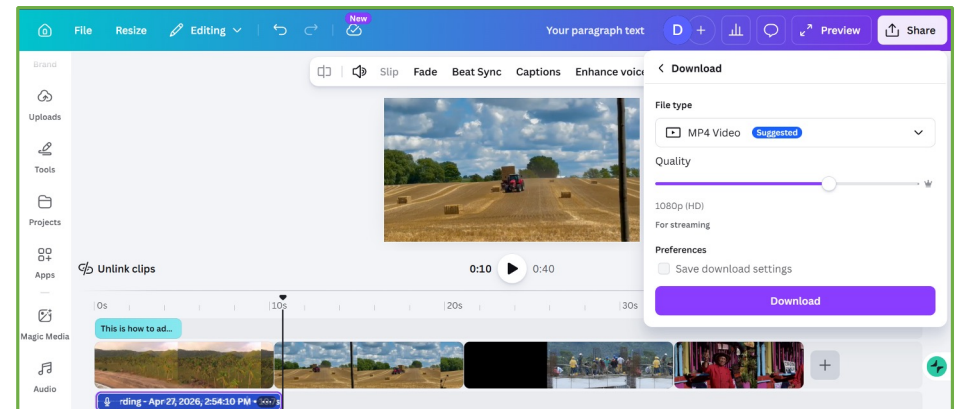 File Resize Editing New Your paragraph text D + Preview Share
Brand
Uploads
Tools
Projects
Apps
Magic Media
Audio
Slip Fade Beat Sync Captions Enhance voice
Download
File type
MP4 Video Suggested
Quality
1080p (HD)
For streaming
Preferences
Save download settings
Download
Unlink clips 0:10 0:40
0s 10s 20s 30s
This is how to ad...
rding - Apr 27, 2026, 2:54:10 PM •